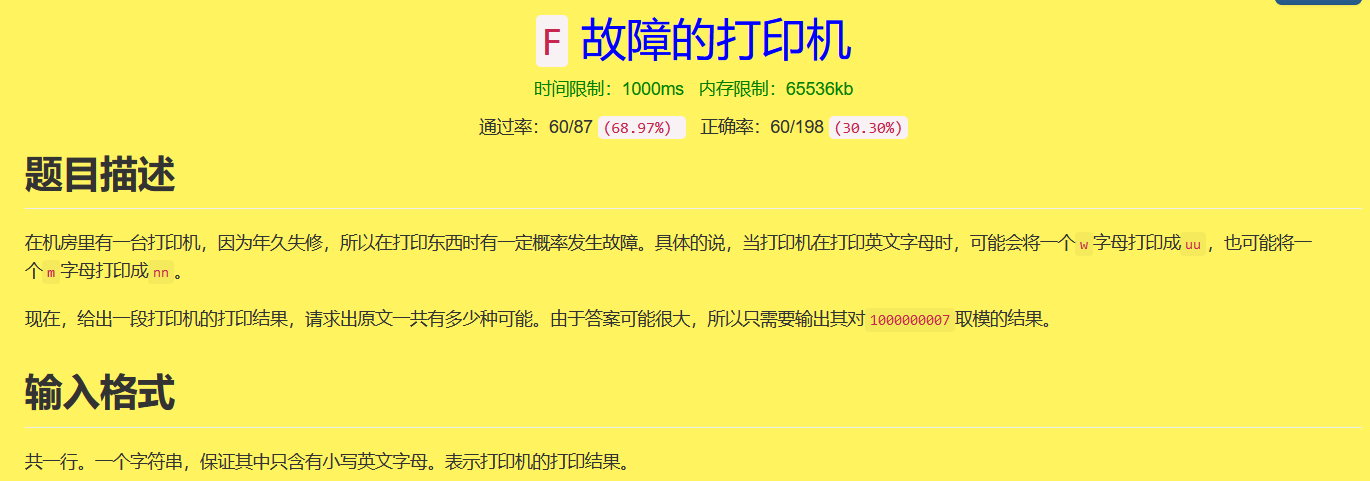 F 故障的打印机
时间限制：1000ms 内存限制：65536kb
通过率：60/87 (68.97%) 正确率：60/198 (30.30%)
题目描述
在机房里有一台打印机，因为年久失修，所以在打印东西时有一定概率发生故障。具体的说，当打印机在打印英文字母时，可能会将一个 w 字母打印成 uu ，也可能将一
个 m 字母打印成 nn 。
现在，给出一段打印机的打印结果，请求出原文一共有多少种可能。由于答案可能很大，所以只需要输出其对 1000000007 取模的结果。
输入格式
共一行。一个字符串，保证其中只含有小写英文字母。表示打印机的打印结果。